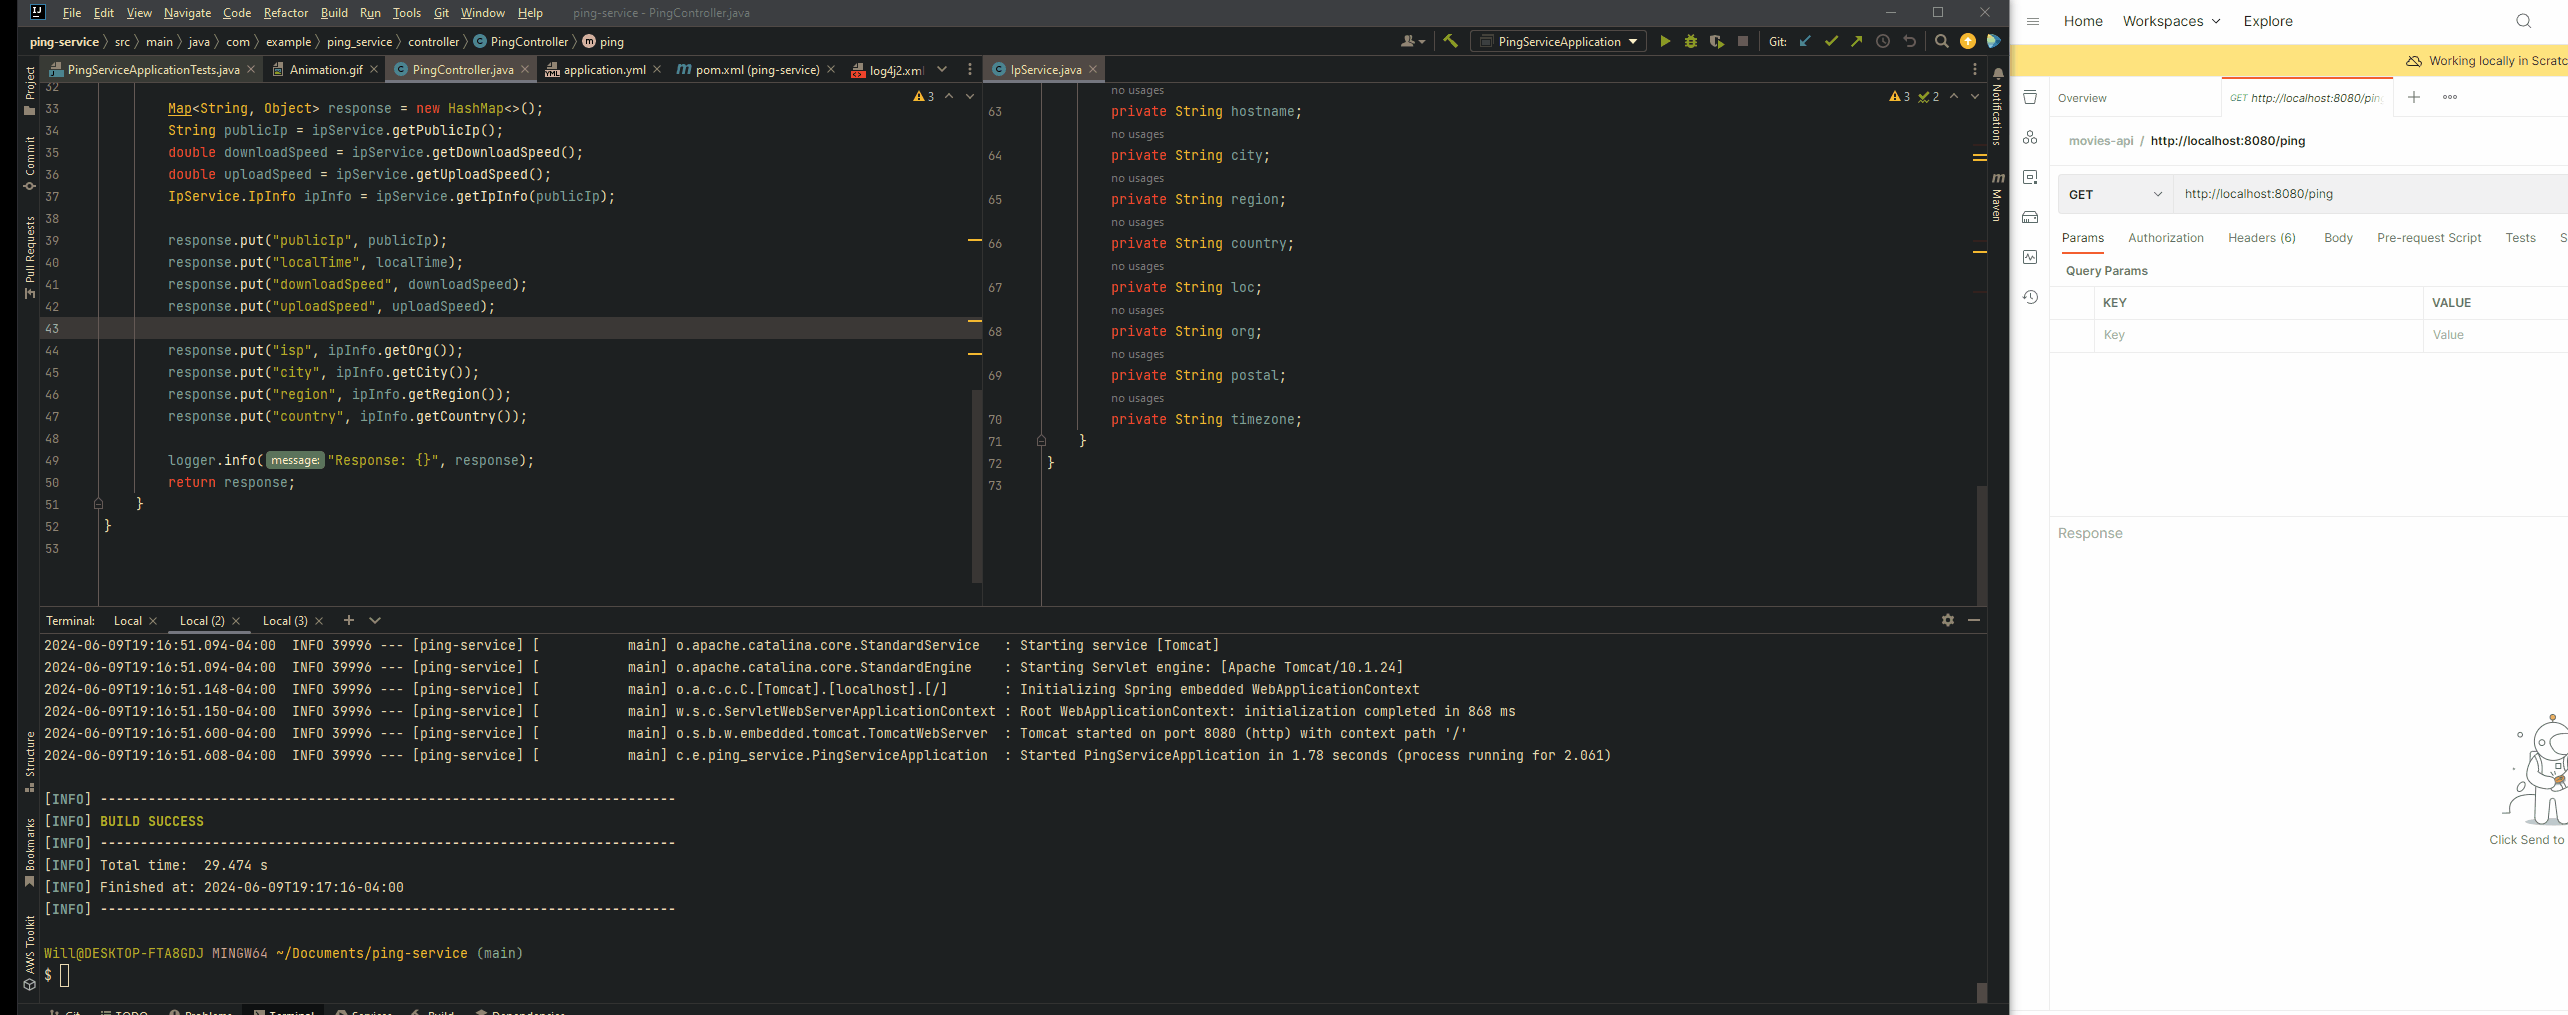 File Edit View Navigate Code Refactor Build Run Tools Git Window Help ping-service - PingController.java
ping-service 〉 src 〉 main 〉 java 〉 com 〉 example 〉 ping_service 〉 controller 〉 PingController 〉 ping
PingServiceApplication Git:
PingServiceApplicationTests.java Animation.gif PingController.java application.yml pom.xml (ping-service) log4j2.xml
IpService.java
Project
Commit
Pull Requests
Structure
Bookmarks
AWS Toolkit
3
32
33 Map<String, Object> response = new HashMap<>();
34 String publicIp = ipService.getPublicIp();
35 double downloadSpeed = ipService.getDownloadSpeed();
36 double uploadSpeed = ipService.getUploadSpeed();
37 IpService.IpInfo ipInfo = ipService.getIpInfo(publicIp);
38
39 response.put("publicIp", publicIp);
40 response.put("localTime", localTime);
41 response.put("downloadSpeed", downloadSpeed);
42 response.put("uploadSpeed", uploadSpeed);
43
44 response.put("isp", ipInfo.getOrg());
45 response.put("city", ipInfo.getCity());
46 response.put("region", ipInfo.getRegion());
47 response.put("country", ipInfo.getCountry());
48
49 logger.info( message: "Response: {}", response);
50 return response;
51 }
52 }
53
3 2
no usages
63 private String hostname;
no usages
64 private String city;
no usages
65 private String region;
no usages
66 private String country;
no usages
67 private String loc;
no usages
68 private String org;
no usages
69 private String postal;
no usages
70 private String timezone;
71 }
72 }
73
Notifications
Maven
Terminal: Local Local (2) Local (3)
2024-06-09T19:16:51.094-04:00 INFO 39996 --- [ping-service] [ main] o.apache.catalina.core.StandardService : Starting service [Tomcat]
2024-06-09T19:16:51.094-04:00 INFO 39996 --- [ping-service] [ main] o.apache.catalina.core.StandardEngine : Starting Servlet engine: [Apache Tomcat/10.1.24]
2024-06-09T19:16:51.148-04:00 INFO 39996 --- [ping-service] [ main] o.a.c.c.C.[Tomcat].[localhost].[/] : Initializing Spring embedded WebApplicationContext
2024-06-09T19:16:51.150-04:00 INFO 39996 --- [ping-service] [ main] w.s.c.ServletWebServerApplicationContext : Root WebApplicationContext: initialization completed in 868 ms
2024-06-09T19:16:51.600-04:00 INFO 39996 --- [ping-service] [ main] o.s.b.w.embedded.tomcat.TomcatWebServer : Tomcat started on port 8080 (http) with context path '/'
2024-06-09T19:16:51.608-04:00 INFO 39996 --- [ping-service] [ main] c.e.ping_service.PingServiceApplication : Started PingServiceApplication in 1.78 seconds (process running for 2.061)
[INFO] ------------------------------------------------------------------------
[INFO] BUILD SUCCESS
[INFO] ------------------------------------------------------------------------
[INFO] Total time:  29.474 s
[INFO] Finished at: 2024-06-09T19:17:16-04:00
[INFO] ------------------------------------------------------------------------
Will@DESKTOP-FTA8GDJ MINGW64 ~/Documents/ping-service (main)
$
Git TODO Problems Terminal Services Build Dependencies
Home Workspaces Explore
Working locally in Scratc
Overview GET http://localhost:8080/pin
movies-api / http://localhost:8080/ping
GET http://localhost:8080/ping
Params Authorization Headers (6) Body Pre-request Script Tests S
Query Params
KEY VALUE
Key Value
Response
Click Send to